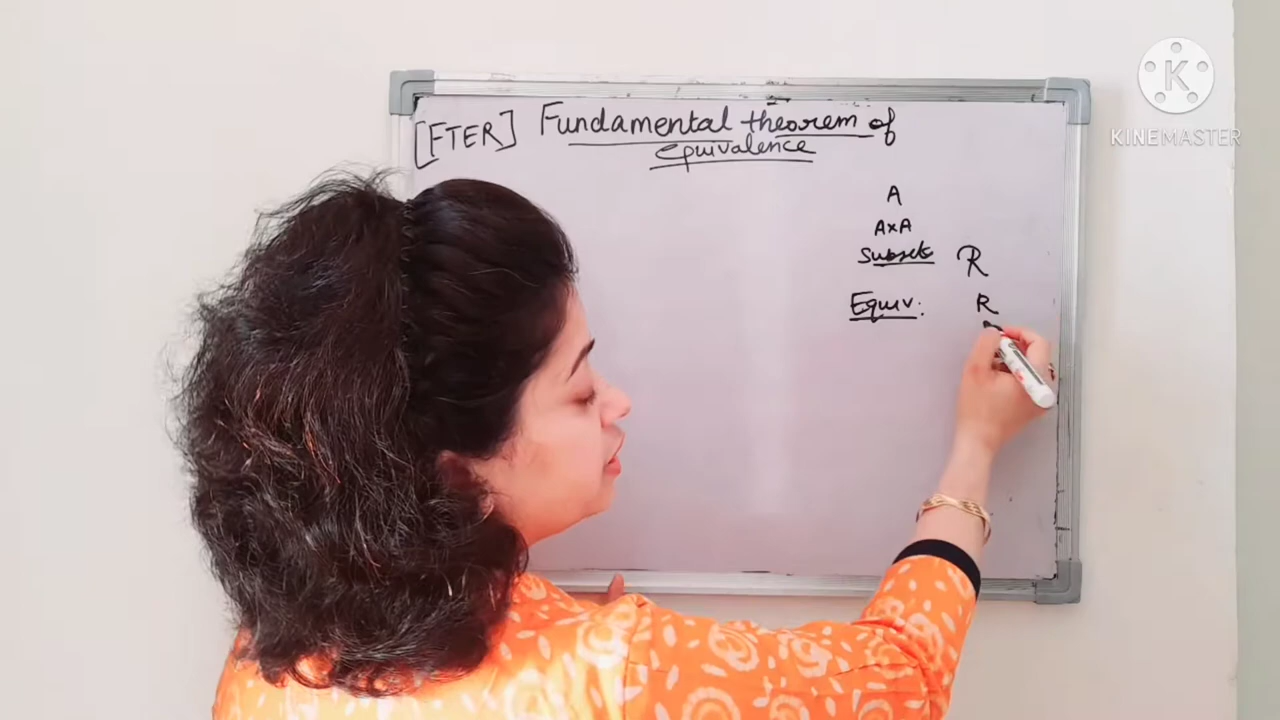 [FTER] Fundamental theorem of
equivalence
A
A×A
Subsets R
Equiv. R
KINEMASTER